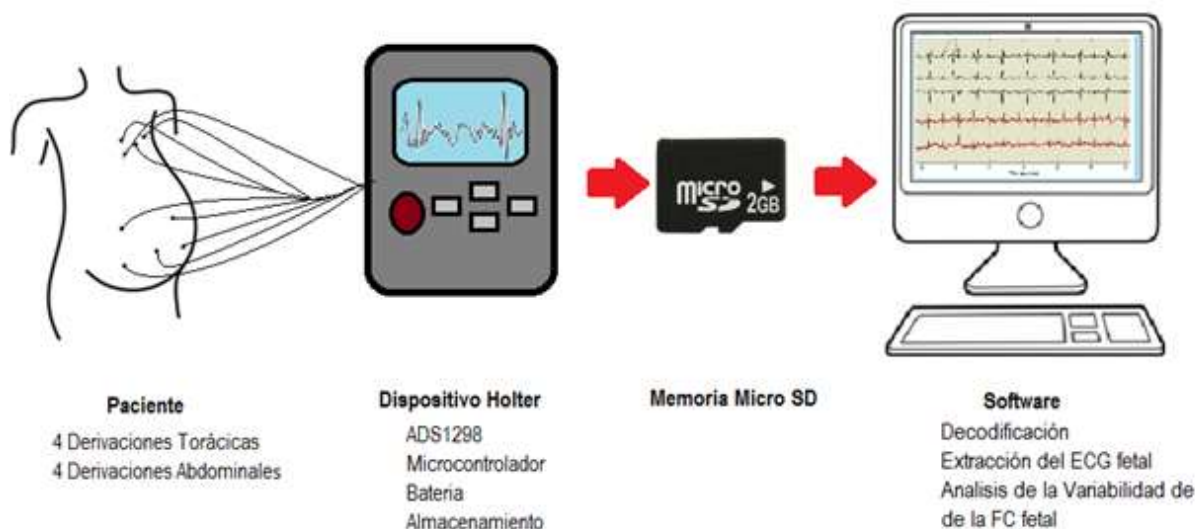 micro
SD 2GB
Paciente
4 Derivaciones Torácicas
4 Derivaciones Abdominales
Dispositivo Holter
ADS1298
Microcontrolador
Bateria
Almacenamiento
Memoria Micro SD
Software
Decodificación
Extracción del ECG fetal
Analisis de la Variabilidad de
de la FC fetal